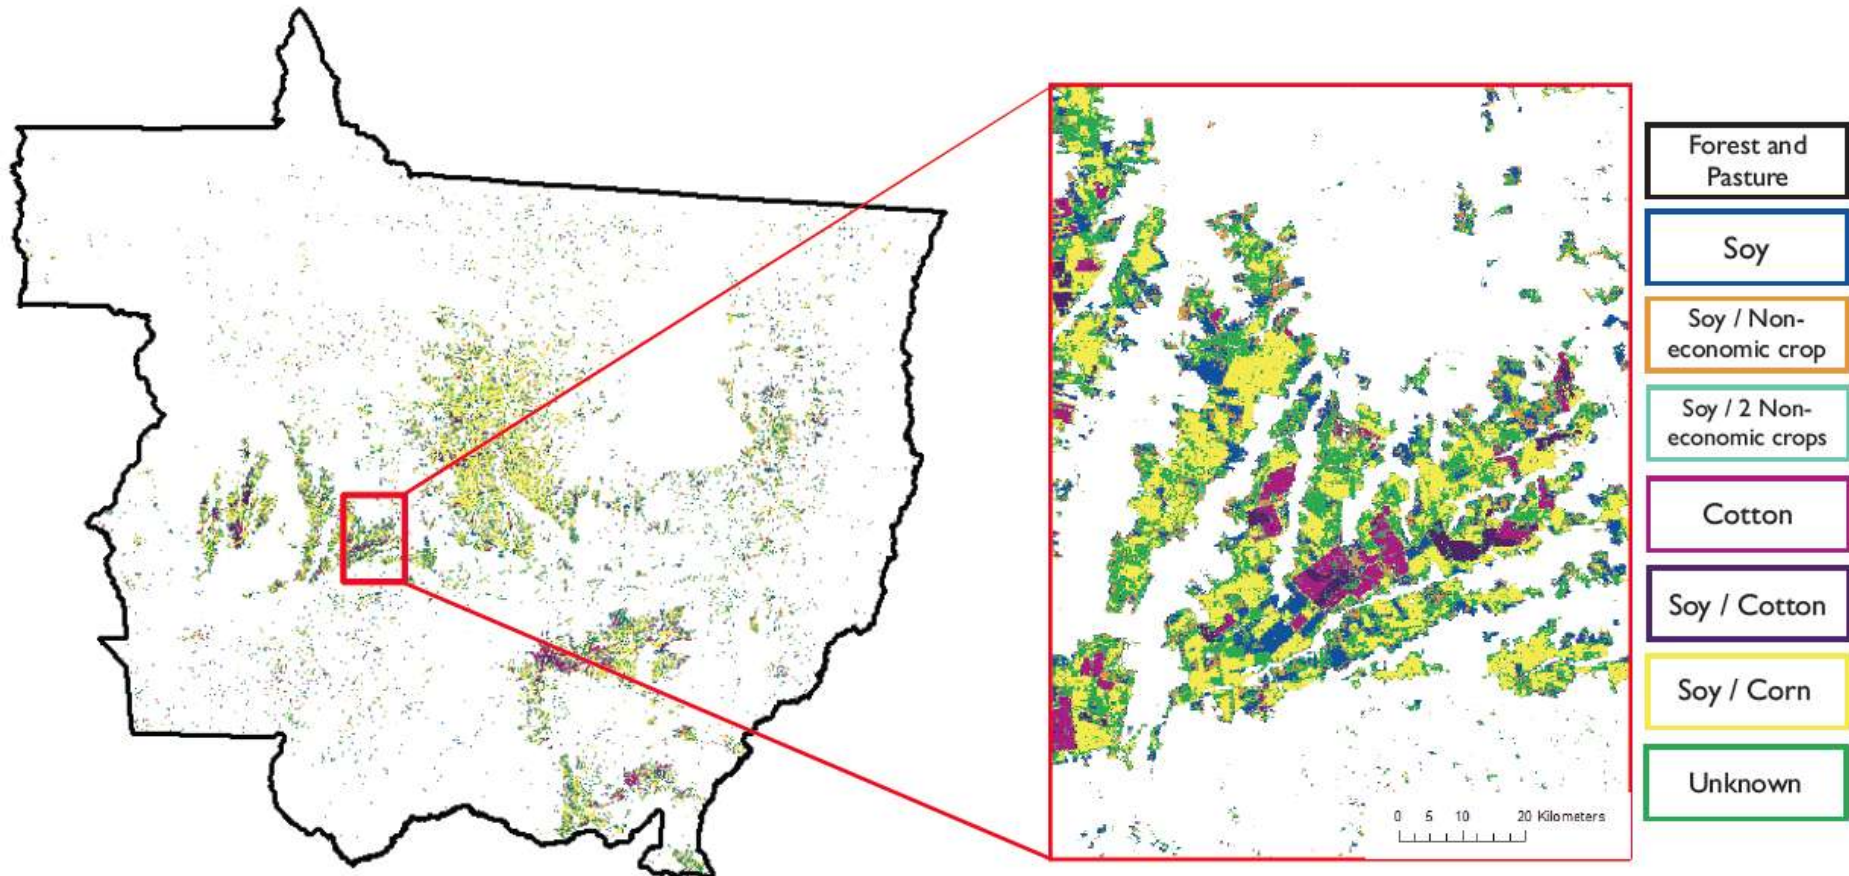 Forest and
Pasture
Soy
Soy / Non-
economic crop
Soy / 2 Non-
economic crops
Cotton
Soy / Cotton
Soy / Corn
Unknown
0 5 10 20 Kilometers